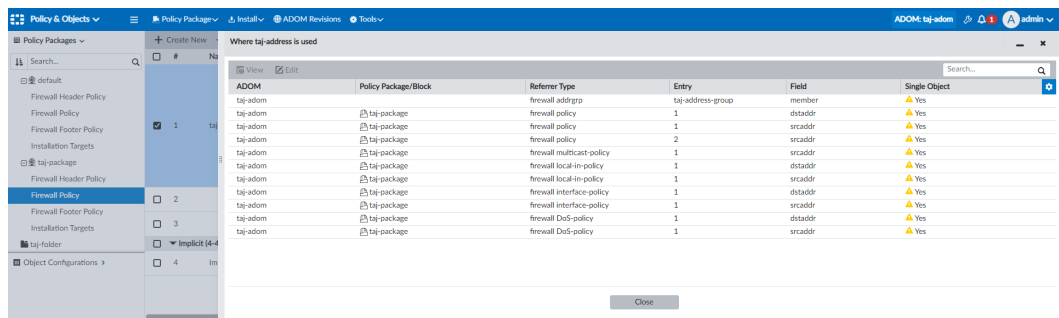 Policy & Objects Policy Package Install ADOM Revisions Tools ADOM: taj-adom 1 A admin
Policy Packages
Search...
default
Firewall Header Policy
Firewall Policy
Firewall Footer Policy
Installation Targets
taj-package
Firewall Header Policy
Firewall Policy
Firewall Footer Policy
Installation Targets
taj-folder
Object Configurations >
Create New
# Na
1 taj
2
3
Implicit (4-4
4 Im
Where taj-address is used
View Edit Search...
ADOM Policy Package/Block Referrer Type Entry Field Single Object
taj-adom firewall addrgrp taj-address-group member Yes
taj-adom taj-package firewall policy 1 dstaddr Yes
taj-adom taj-package firewall policy 1 srcaddr Yes
taj-adom taj-package firewall policy 2 srcaddr Yes
taj-adom taj-package firewall multicast-policy 1 srcaddr Yes
taj-adom taj-package firewall local-in-policy 1 dstaddr Yes
taj-adom taj-package firewall local-in-policy 1 srcaddr Yes
taj-adom taj-package firewall interface-policy 1 dstaddr Yes
taj-adom taj-package firewall interface-policy 1 srcaddr Yes
taj-adom taj-package firewall DoS-policy 1 dstaddr Yes
taj-adom taj-package firewall DoS-policy 1 srcaddr Yes
Close